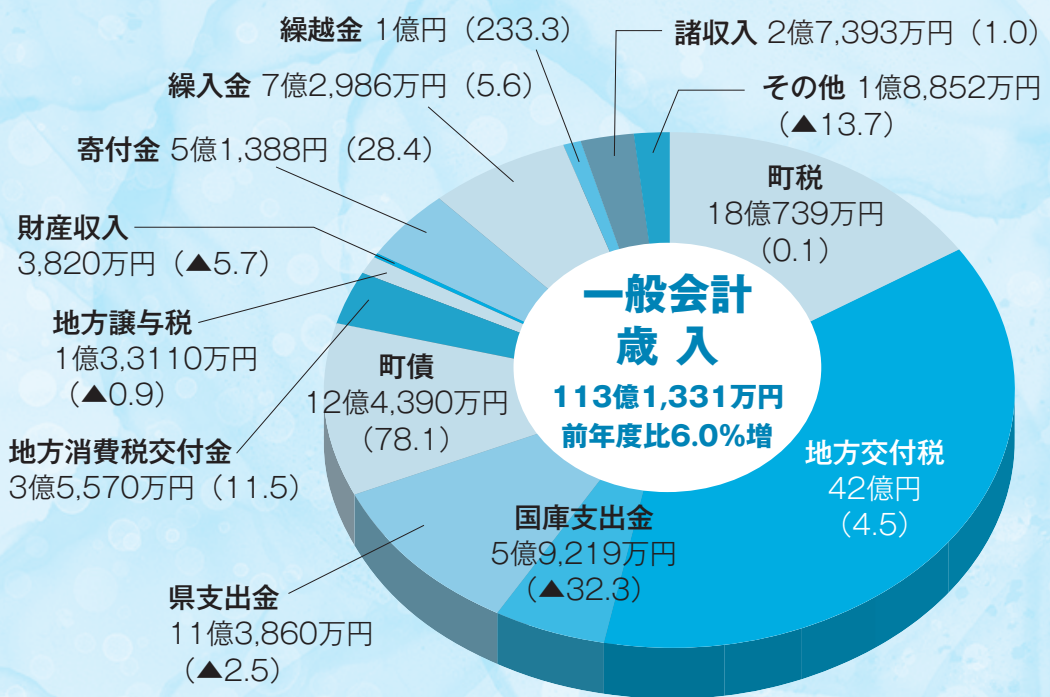 繰越金 1億円（233.3）
諸収入 2億7,393万円（1.0）
繰入金 7億2,986万円（5.6）
その他 1億8,852万円
（▲13.7）
寄付金 5億1,388円（28.4）
町税
18億739万円
（0.1）
財産収入
3,820万円（▲5.7）
一般会計
歳 入
113億1,331万円
前年度比6.0%増
地方譲与税
1億3,3110万円
（▲0.9）
町債
12億4,390万円
（78.1）
地方消費税交付金
3億5,570万円（11.5）
地方交付税
42億円
（4.5）
国庫支出金
5億9,219万円
（▲32.3）
県支出金
11億3,860万円
（▲2.5）